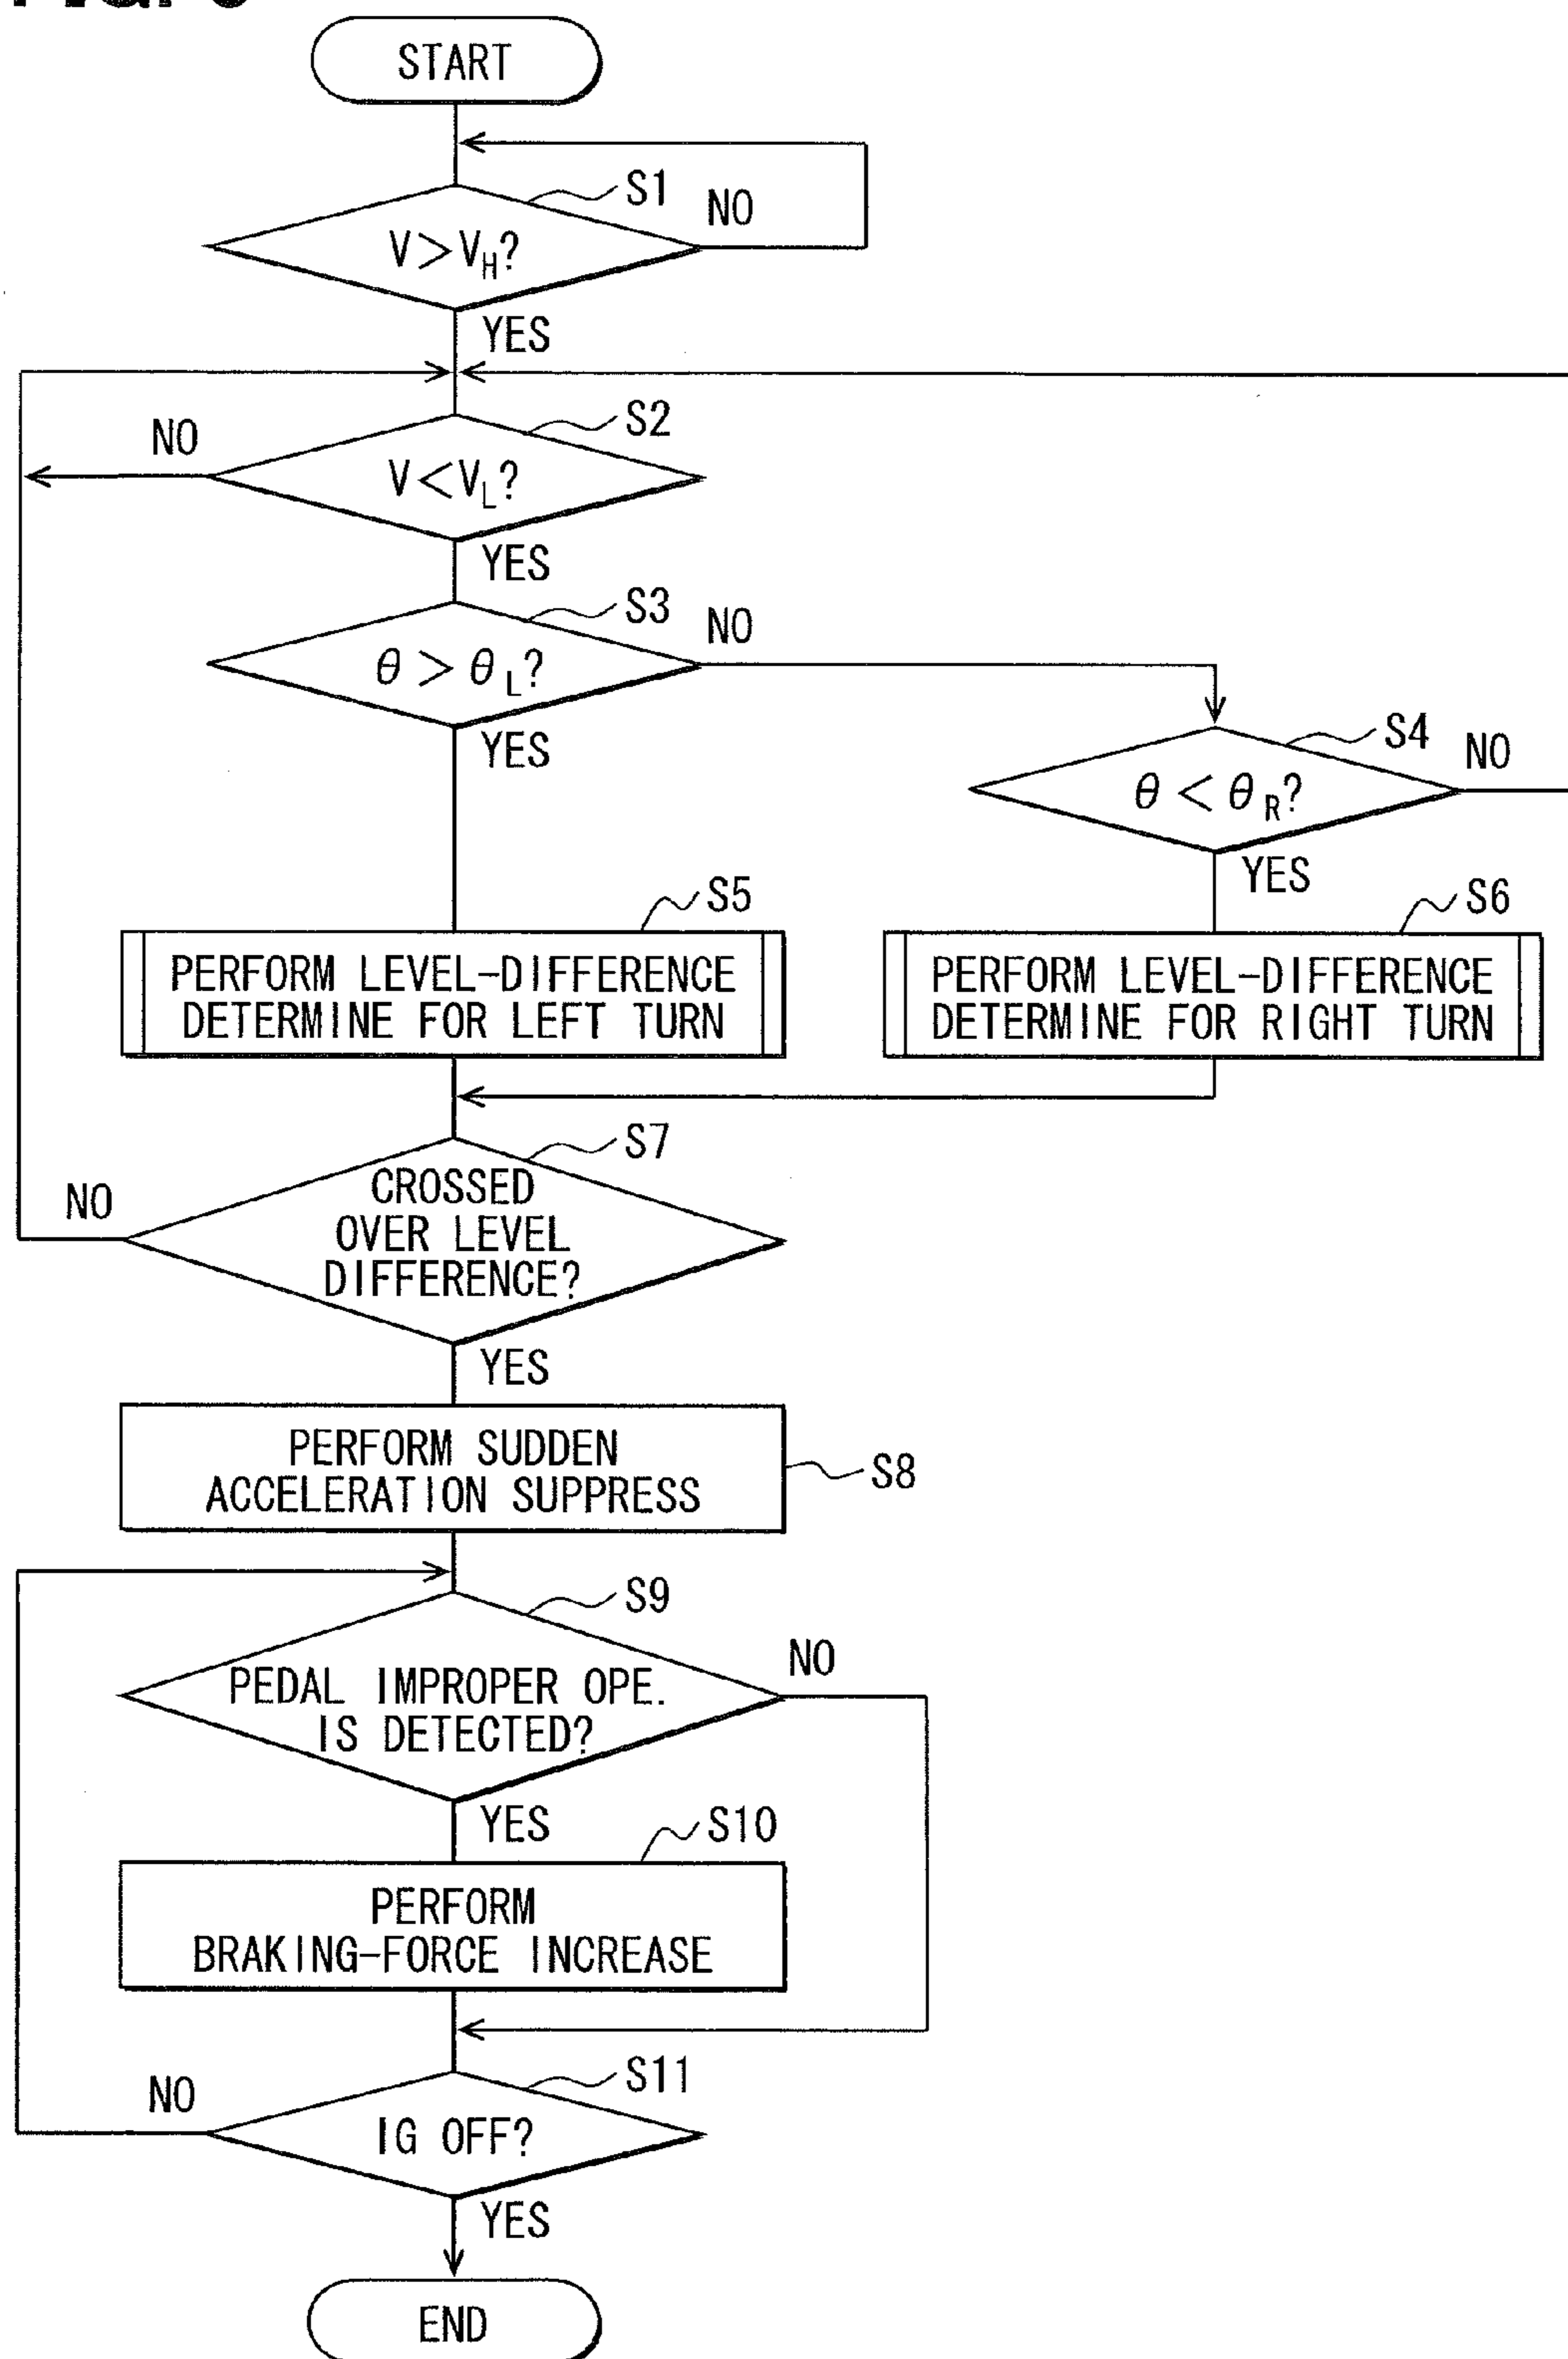 START
S1
NO
V>V_H?
YES
S2
NO
V<V_L?
YES
S3
NO
θ > θ_L?
YES
S4
NO
θ < θ_R?
YES
S5
PERFORM LEVEL-DIFFERENCE
DETERMINE FOR LEFT TURN
S6
PERFORM LEVEL-DIFFERENCE
DETERMINE FOR RIGHT TURN
S7
NO
CROSSED
OVER LEVEL
DIFFERENCE?
YES
PERFORM SUDDEN
ACCELERATION SUPPRESS
S8
S9
NO
PEDAL IMPROPER OPE.
IS DETECTED?
YES
S10
PERFORM
BRAKING-FORCE INCREASE
S11
NO
IG OFF?
YES
END